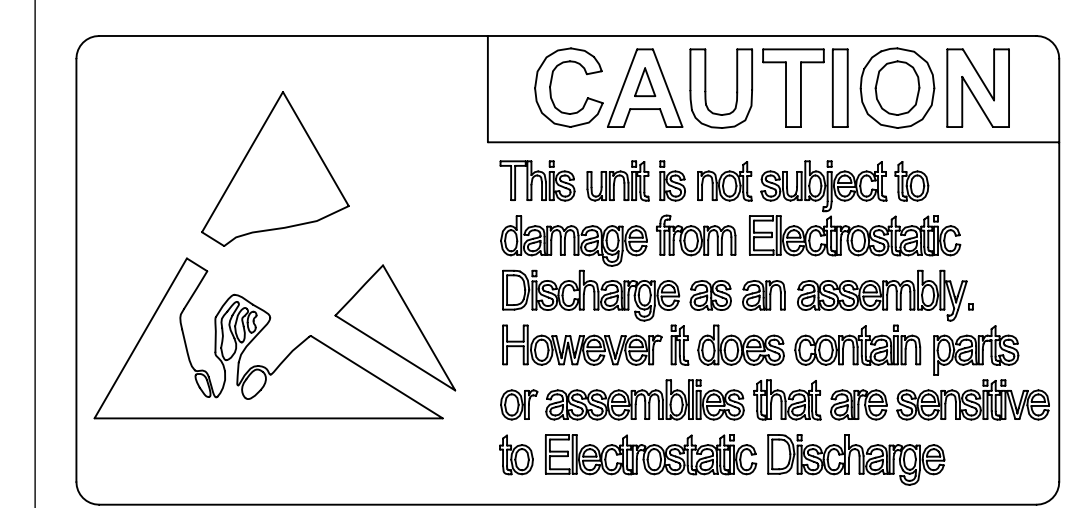 CAUTION
This unit is not subject to
damage from Electrostatic
Discharge as an assembly.
However it does contain parts
or assemblies that are sensitive
to Electrostatic Discharge